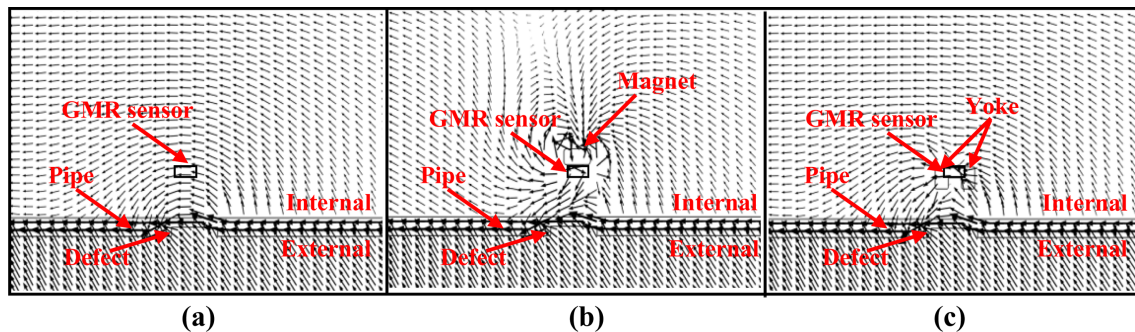 GMR sensor
Pipe
Internal
External
Defect
(a)
Magnet
GMR sensor
Pipe
Internal
External
Defect
(b)
Yoke
GMR sensor
Pipe
Internal
External
Defect
(c)